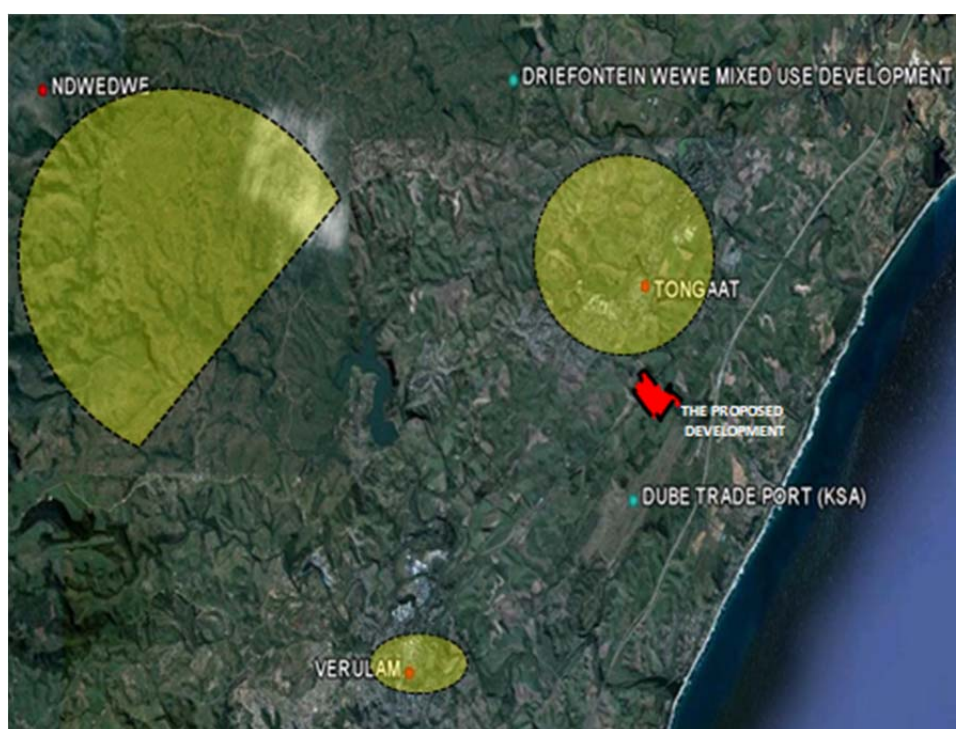 DRIEFONTEIN WEWE MIXED USE DEVELOPMENT
NDWEDWE
TONGAAT
THE PROPOSED
DEVELOPMENT
DUBE TRADE PORT (KSA)
VERULAM